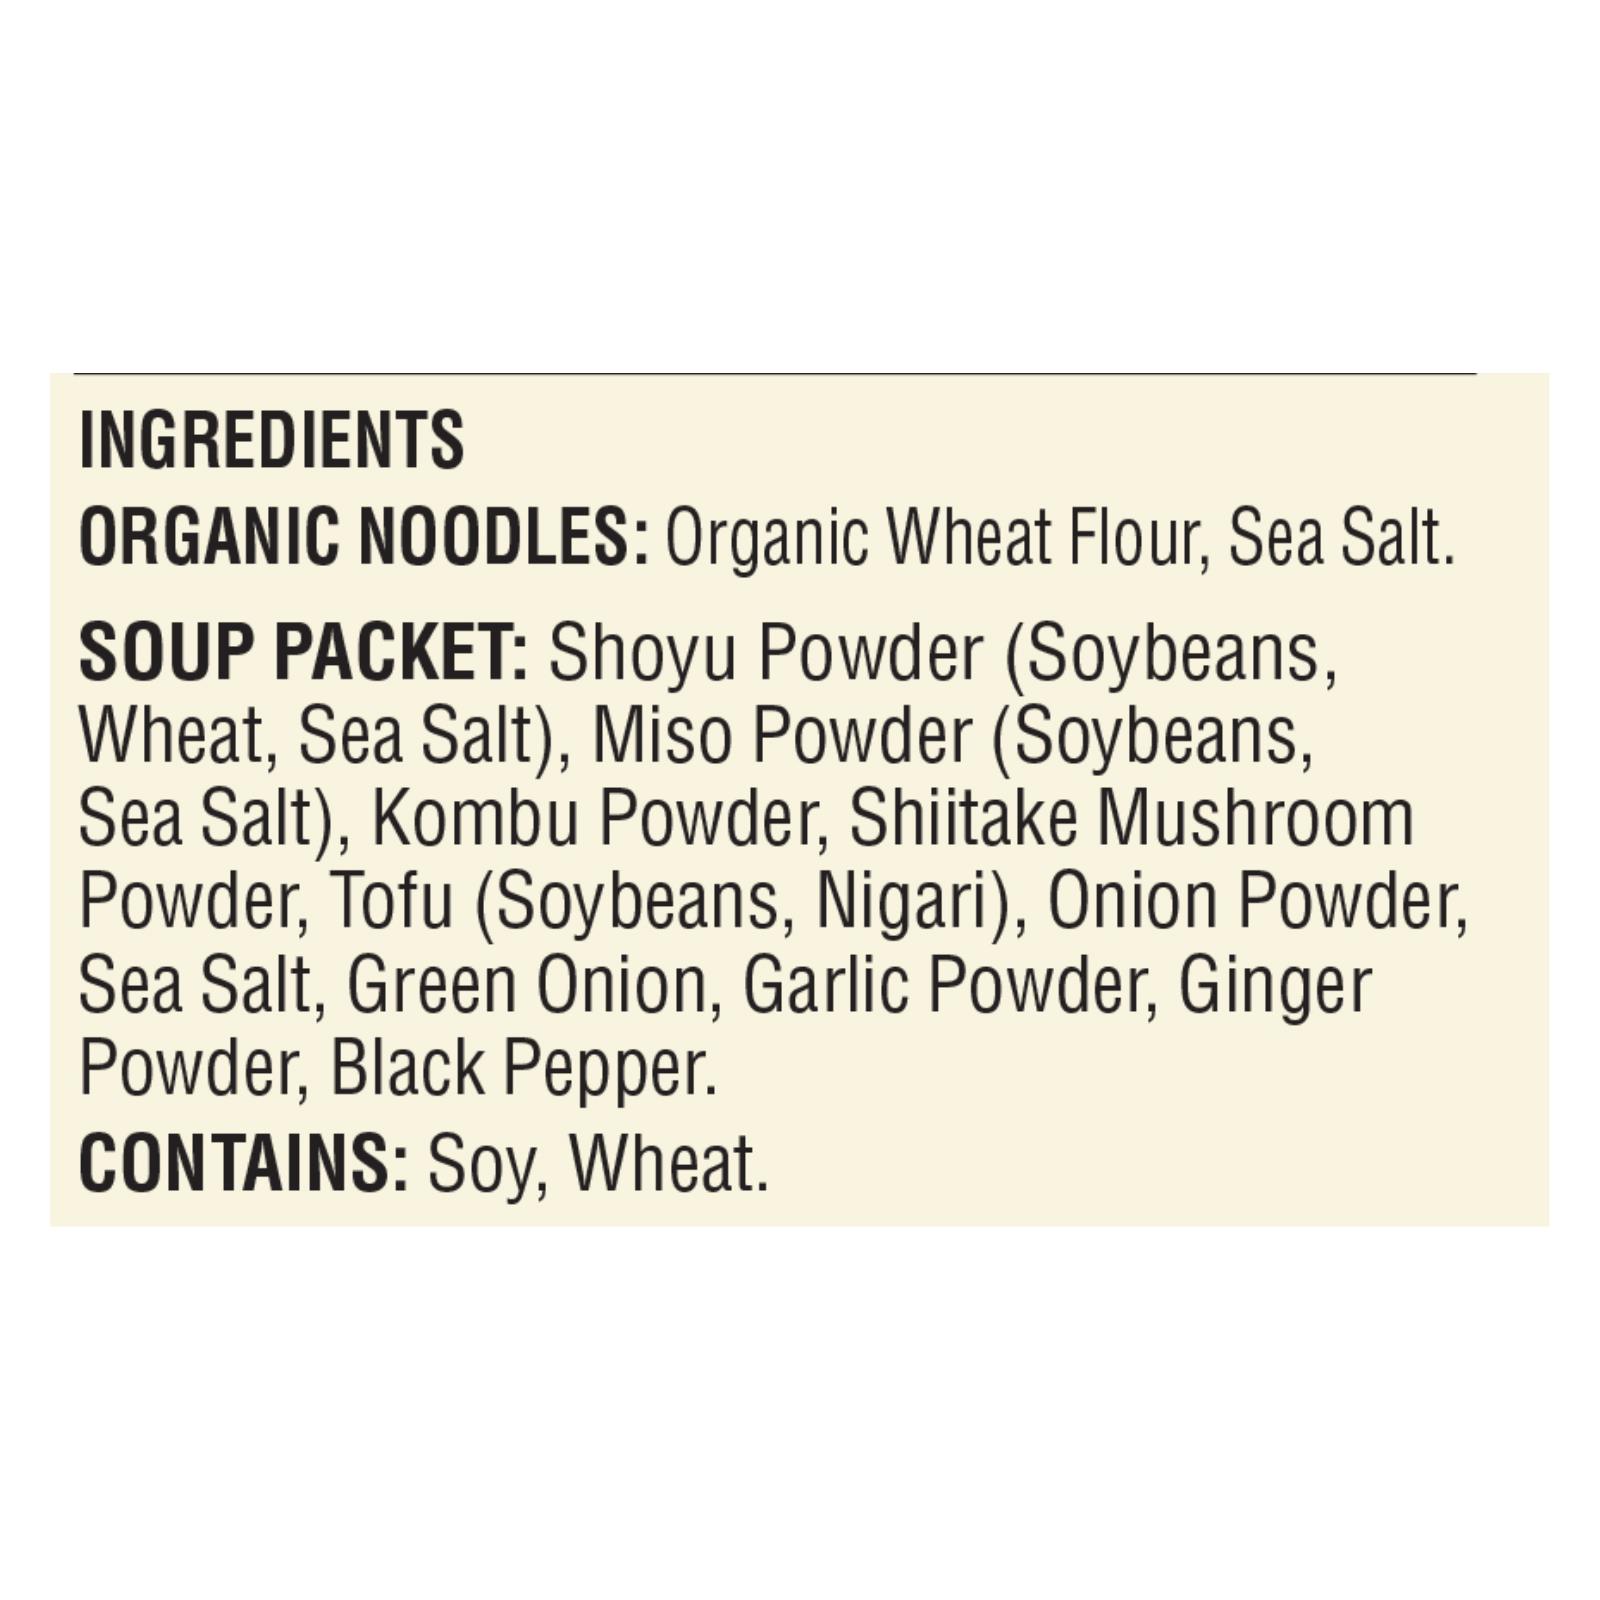 INGREDIENTS
ORGANIC NOODLES: Organic Wheat Flour, Sea Salt.
SOUP PACKET: Shoyu Powder (Soybeans,
Wheat, Sea Salt), Miso Powder (Soybeans,
Sea Salt), Kombu Powder, Shiitake Mushroom
Powder, Tofu (Soybeans, Nigari), Onion Powder,
Sea Salt, Green Onion, Garlic Powder, Ginger
Powder, Black Pepper.
CONTAINS: Soy, Wheat.